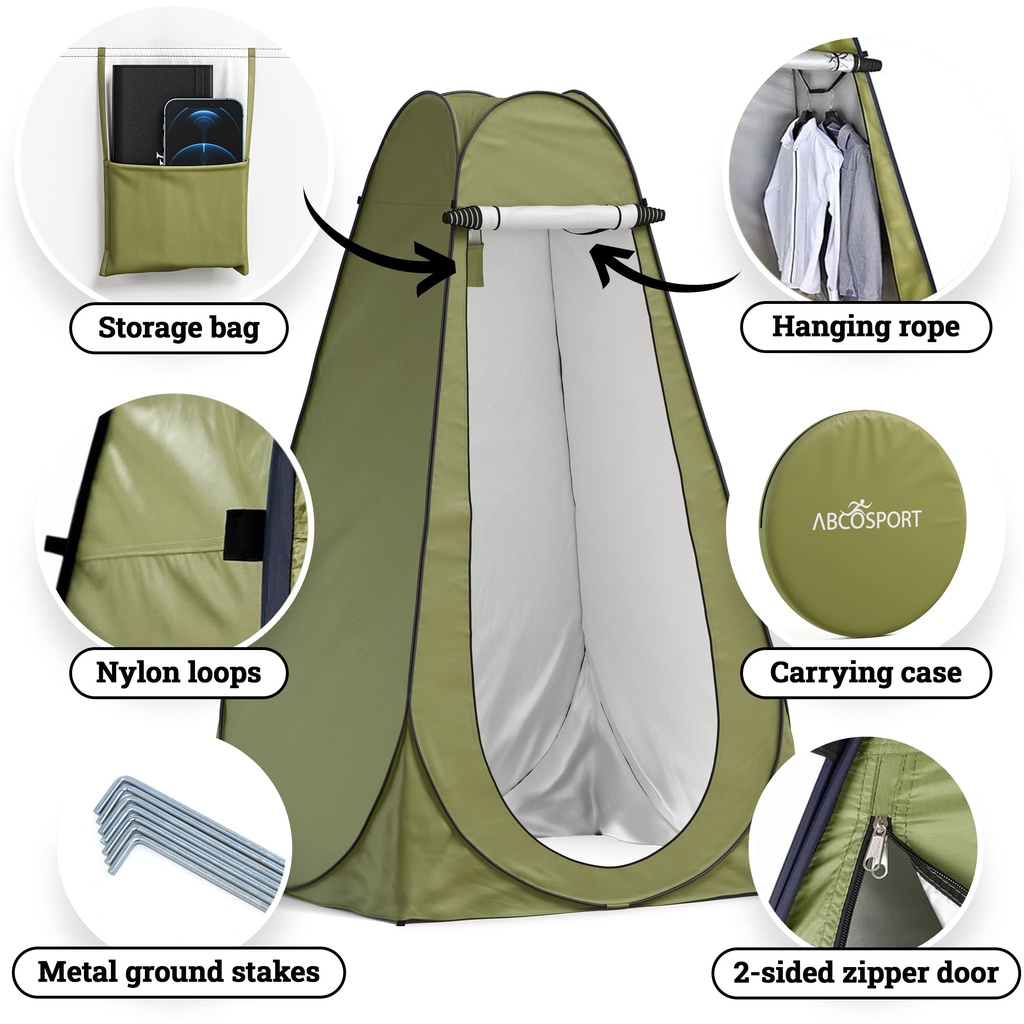 Storage bag
Hanging rope
Nylon loops
ABCOSPORT
Carrying case
Metal ground stakes
2-sided zipper door